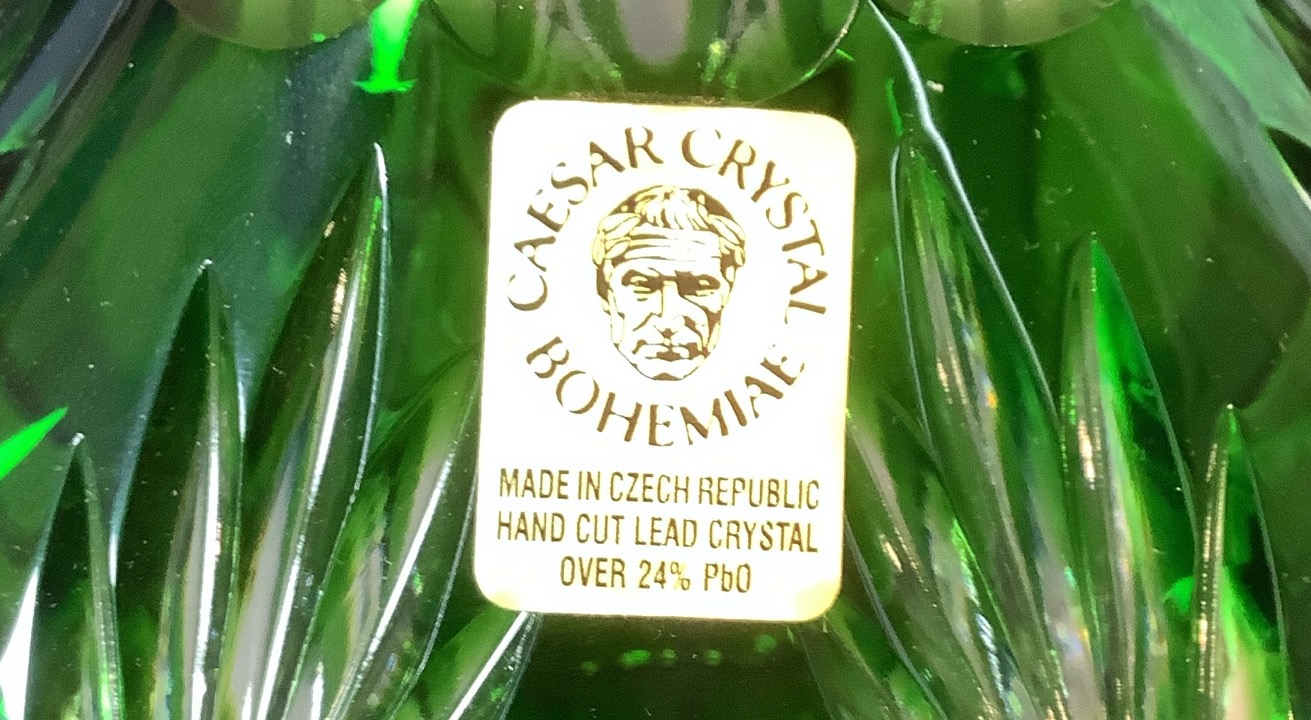 CAESAR CRYSTAL
BOHEMIAE
MADE IN CZECH REPUBLIC
HAND CUT LEAD CRYSTAL
OVER 24% PbO